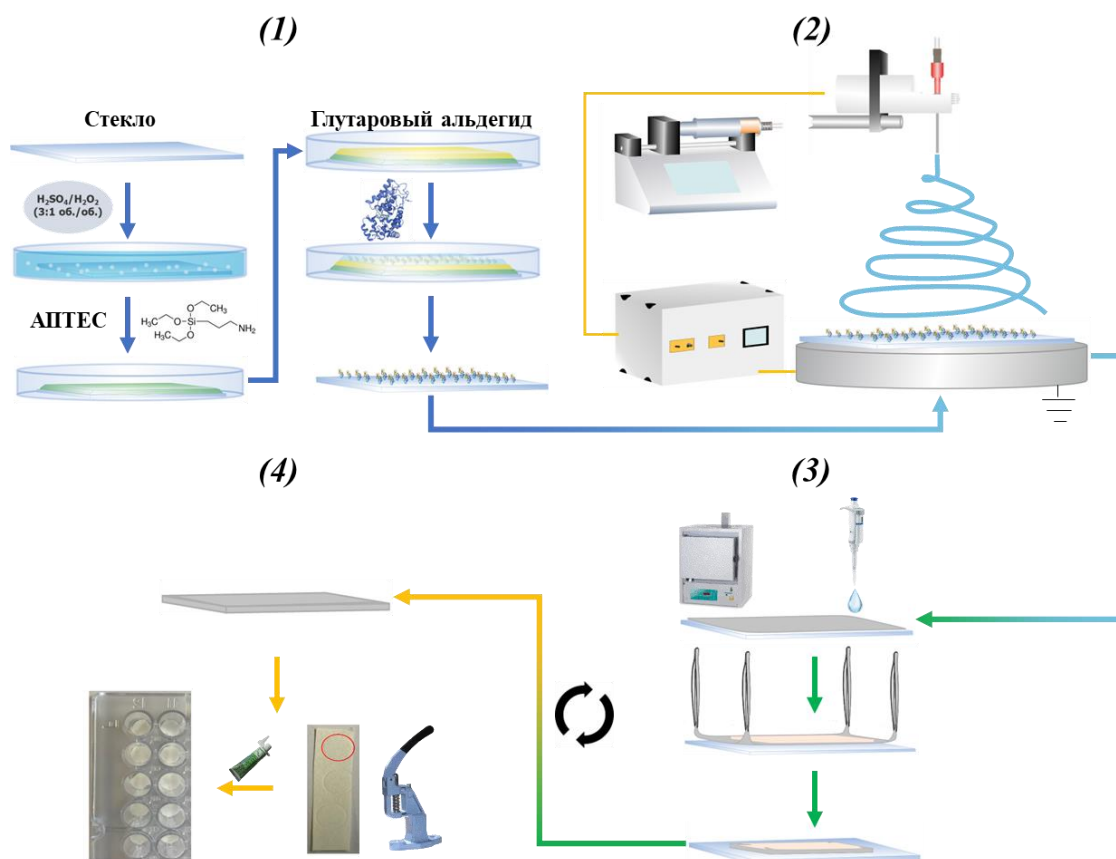 (1)
Стекло
H₂SO₄/H₂O₂
(3:1 об./об.)
АПТЕС
H₃C
O
CH₃
H₃C
O
Si
NH₂
H₃C
O
Глутаровый альдегид
(2)
(3)
(4)